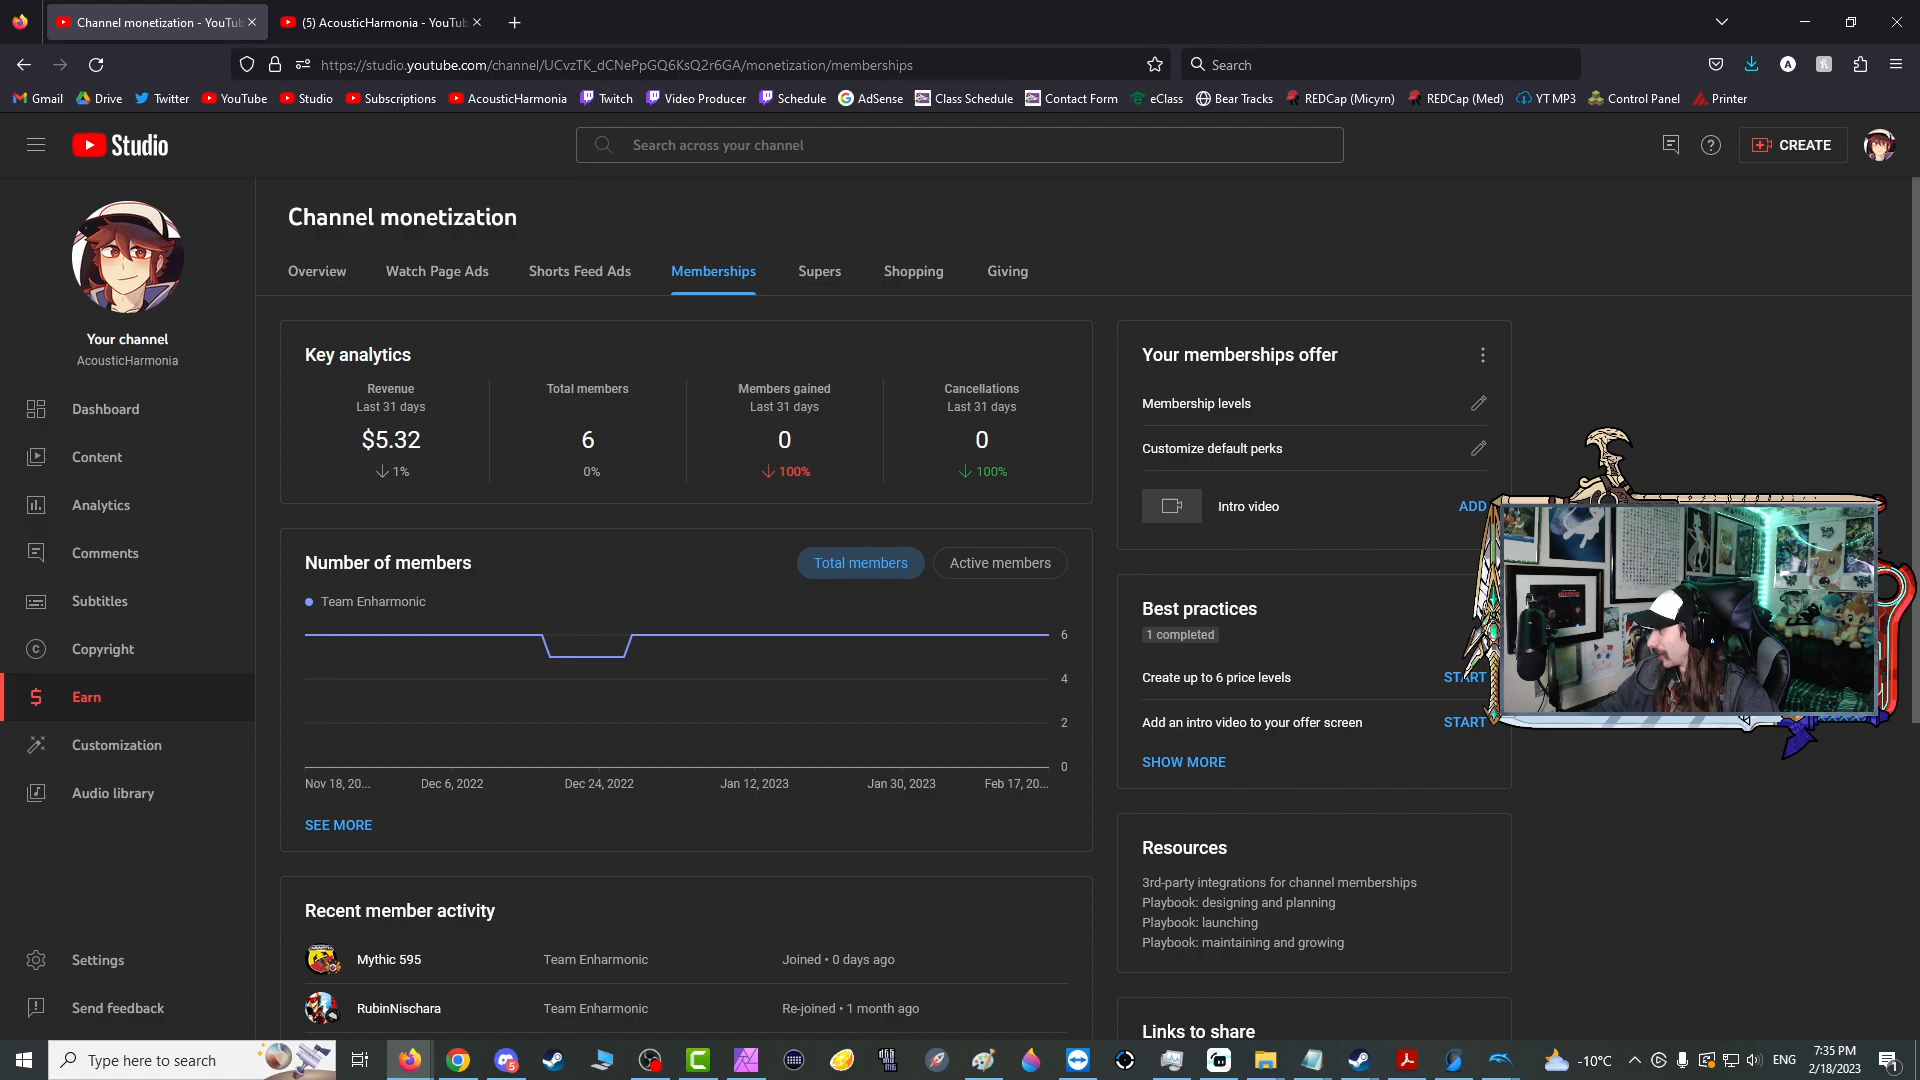 Channel monetization - YouTub
(5) AcousticHarmonia - YouTub
https://studio.youtube.com/channel/UCvzTK_dCNePpGQ6KsQ2r6GA/monetization/memberships
Search
Gmail
Drive
Twitter
YouTube
Studio
Subscriptions
AcousticHarmonia
Twitch
Video Producer
Schedule
AdSense
Class Schedule
Contact Form
eClass
Bear Tracks
REDCap (Micyrn)
REDCap (Med)
YT MP3
Control Panel
Printer
Studio
Search across your channel
CREATE
Channel monetization
Overview
Watch Page Ads
Shorts Feed Ads
Memberships
Supers
Shopping
Giving
Your channel
AcousticHarmonia
Dashboard
Content
Analytics
Comments
Subtitles
Copyright
Earn
Customization
Audio library
Settings
Send feedback
Key analytics
Revenue
Last 31 days
$5.32
1%
Total members
6
0%
Members gained
Last 31 days
0
100%
Cancellations
Last 31 days
0
100%
Number of members
Total members
Active members
Team Enharmonic
6
4
2
0
Nov 18, 20...
Dec 6, 2022
Dec 24, 2022
Jan 12, 2023
Jan 30, 2023
Feb 17, 20...
SEE MORE
Recent member activity
Mythic 595
Team Enharmonic
Joined • 0 days ago
RubinNischara
Team Enharmonic
Re-joined • 1 month ago
Your memberships offer
Membership levels
Customize default perks
Intro video
ADD
Best practices
1 completed
Create up to 6 price levels
START
Add an intro video to your offer screen
START
SHOW MORE
Resources
3rd-party integrations for channel memberships
Playbook: designing and planning
Playbook: launching
Playbook: maintaining and growing
Links to share
Type here to search
-10°C
ENG
7:35 PM
2/18/2023